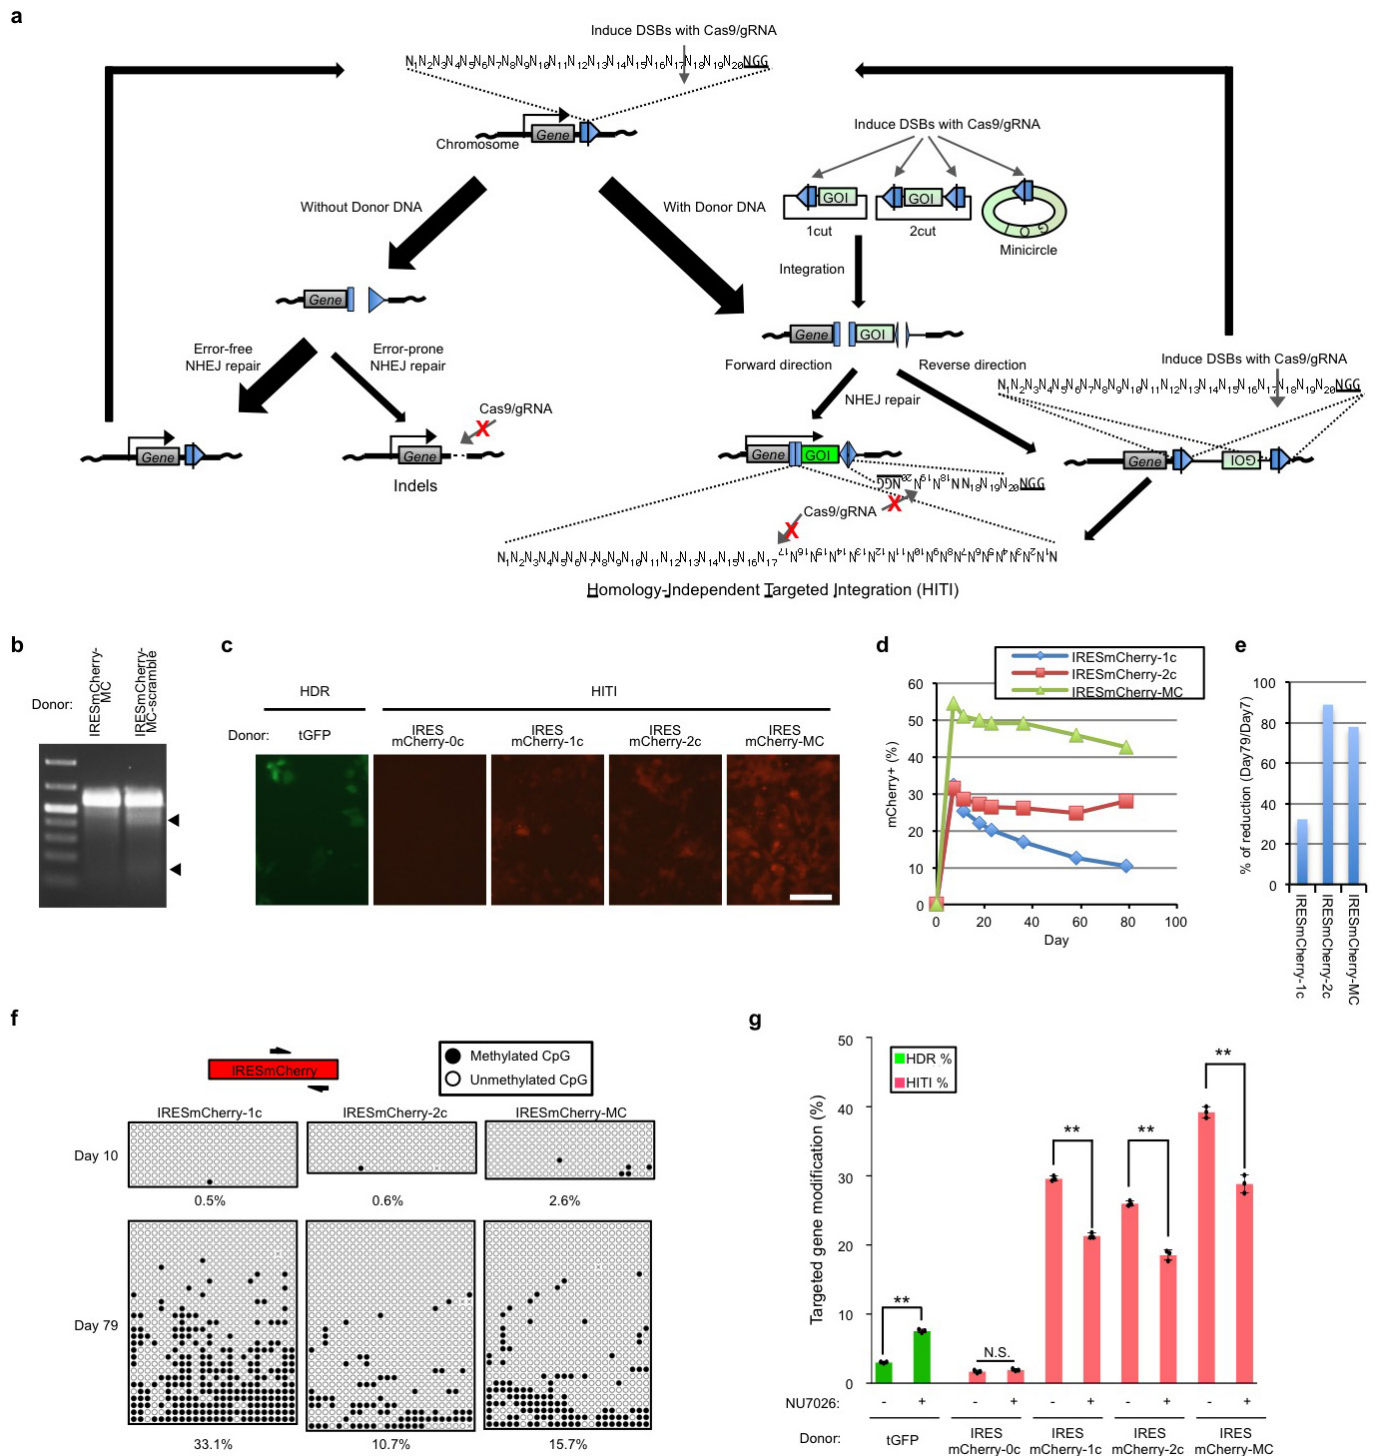 a
Induce DSBs with Cas9/gRNA
N1N2N3N4N5N6N7N8N9N10N11N12N13N14N15N16N17N18N19N20NGG
Gene
Chromosome
Induce DSBs with Cas9/gRNA
Without Donor DNA
With Donor DNA
GOI
GOI
GOI
1cut
2cut
Minicircle
Integration
Gene
Gene
GOI
Error-free
NHEJ repair
Error-prone
NHEJ repair
Forward direction
Reverse direction
Induce DSBs with Cas9/gRNA
N1N2N3N4N5N6N7N8N9N10N11N12N13N14N15N16N17N18N19N20NGG
NHEJ repair
Cas9/gRNA
X
Gene
Gene
Gene
GOI
Gene
GOI
Indels
NGGN20N19N18NN18N19N20NGG
Cas9/gRNA
X
X
N1N2N3N4N5N6N7N8N9N10N11N12N13N14N15N16N17N17N16N15N14N13N12N11N10N9N8N7N6N5N4N3N2N1N
Homology-Independent Targeted Integration (HITI)
b
Donor:
IRESmCherry-
MC
IRESmCherry-
MC-scramble
c
HDR
HITI
Donor:
tGFP
IRES
mCherry-0c
IRES
mCherry-1c
IRES
mCherry-2c
IRES
mCherry-MC
d
IRESmCherry-1c
IRESmCherry-2c
IRESmCherry-MC
mCherry+ (%)
60
50
40
30
20
10
0
0 20 40 60 80 100
Day
e
% of reduction (Day79/Day7)
100
80
60
40
20
0
IRESmCherry-1c
IRESmCherry-2c
IRESmCherry-MC
f
IRESmCherry
Methylated CpG
Unmethylated CpG
IRESmCherry-1c
IRESmCherry-2c
IRESmCherry-MC
Day 10
0.5%
0.6%
2.6%
Day 79
33.1%
10.7%
15.7%
g
Targeted gene modification (%)
50
40
30
20
10
0
HDR %
HITI %
**
N.S.
**
**
**
NU7026:
- + - + - + - + - +
Donor:
tGFP
IRES
mCherry-0c
IRES
mCherry-1c
IRES
mCherry-2c
IRES
mCherry-MC